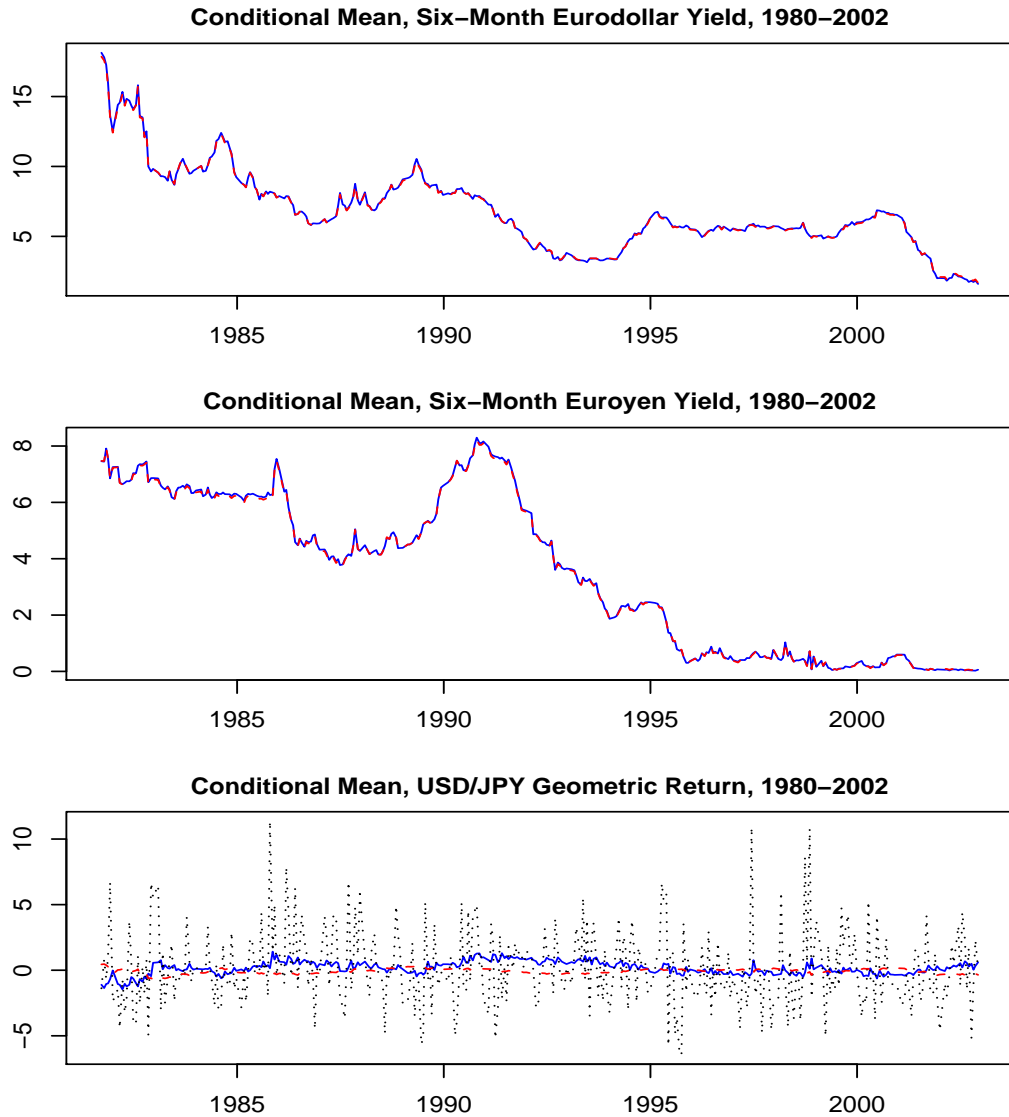 Conditional Mean, Six−Month Eurodollar Yield, 1980−2002
15
10
5
1985 1990 1995 2000
Conditional Mean, Six−Month Euroyen Yield, 1980−2002
8
6
4
2
0
1985 1990 1995 2000
Conditional Mean, USD/JPY Geometric Return, 1980−2002
10
5
0
−5
1985 1990 1995 2000